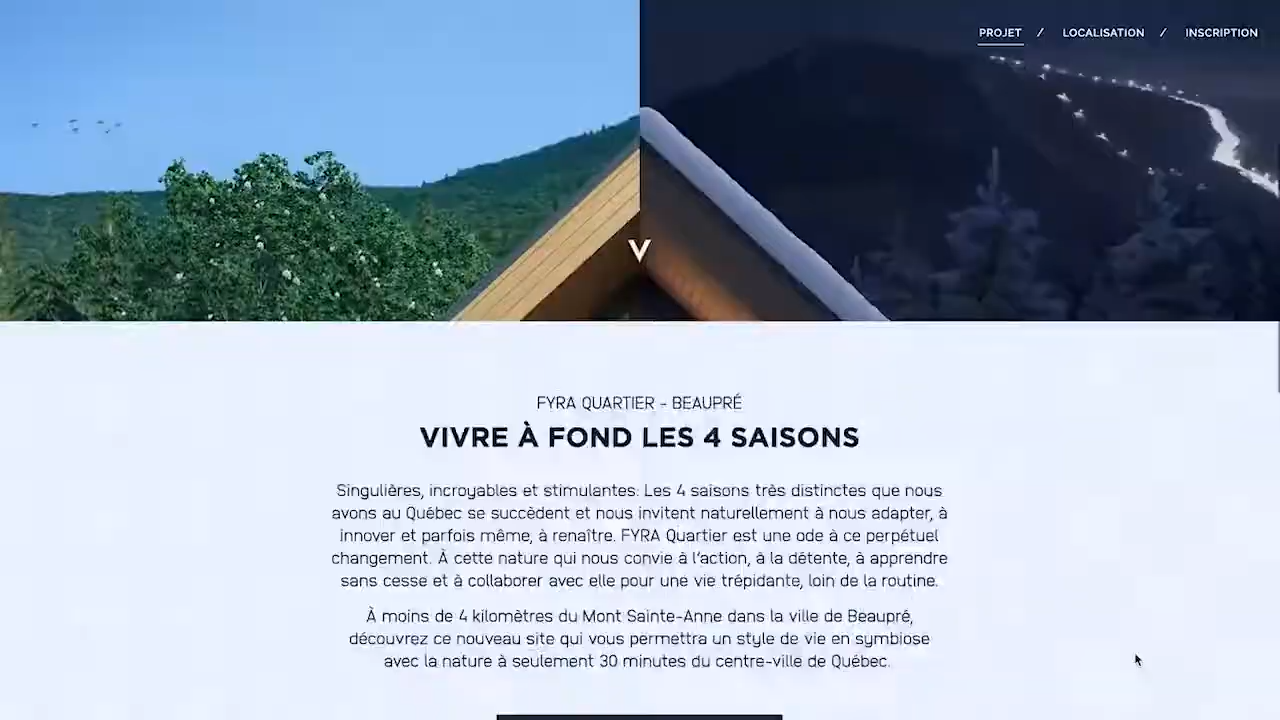 PROJET / LOCALISATION / INSCRIPTION
FYRA QUARTIER - BEAUPRÉ
VIVRE À FOND LES 4 SAISONS
Singulières, incroyables et stimulantes. Les 4 saisons très distinctes que nous
avons au Québec se succèdent et nous invitent naturellement à nous adapter, à
innover et parfois même, à renaître. FYRA Quartier est une ode à ce perpétuel
changement. À cette nature qui nous convie à l'action, à la détente, à apprendre
sans cesse et à collaborer avec elle pour une vie trépidante, loin de la routine.
À moins de 4 kilomètres du Mont Sainte-Anne dans la ville de Beaupré,
découvrez ce nouveau site qui vous permettra un style de vie en symbiose
avec la nature à seulement 30 minutes du centre-ville de Québec.